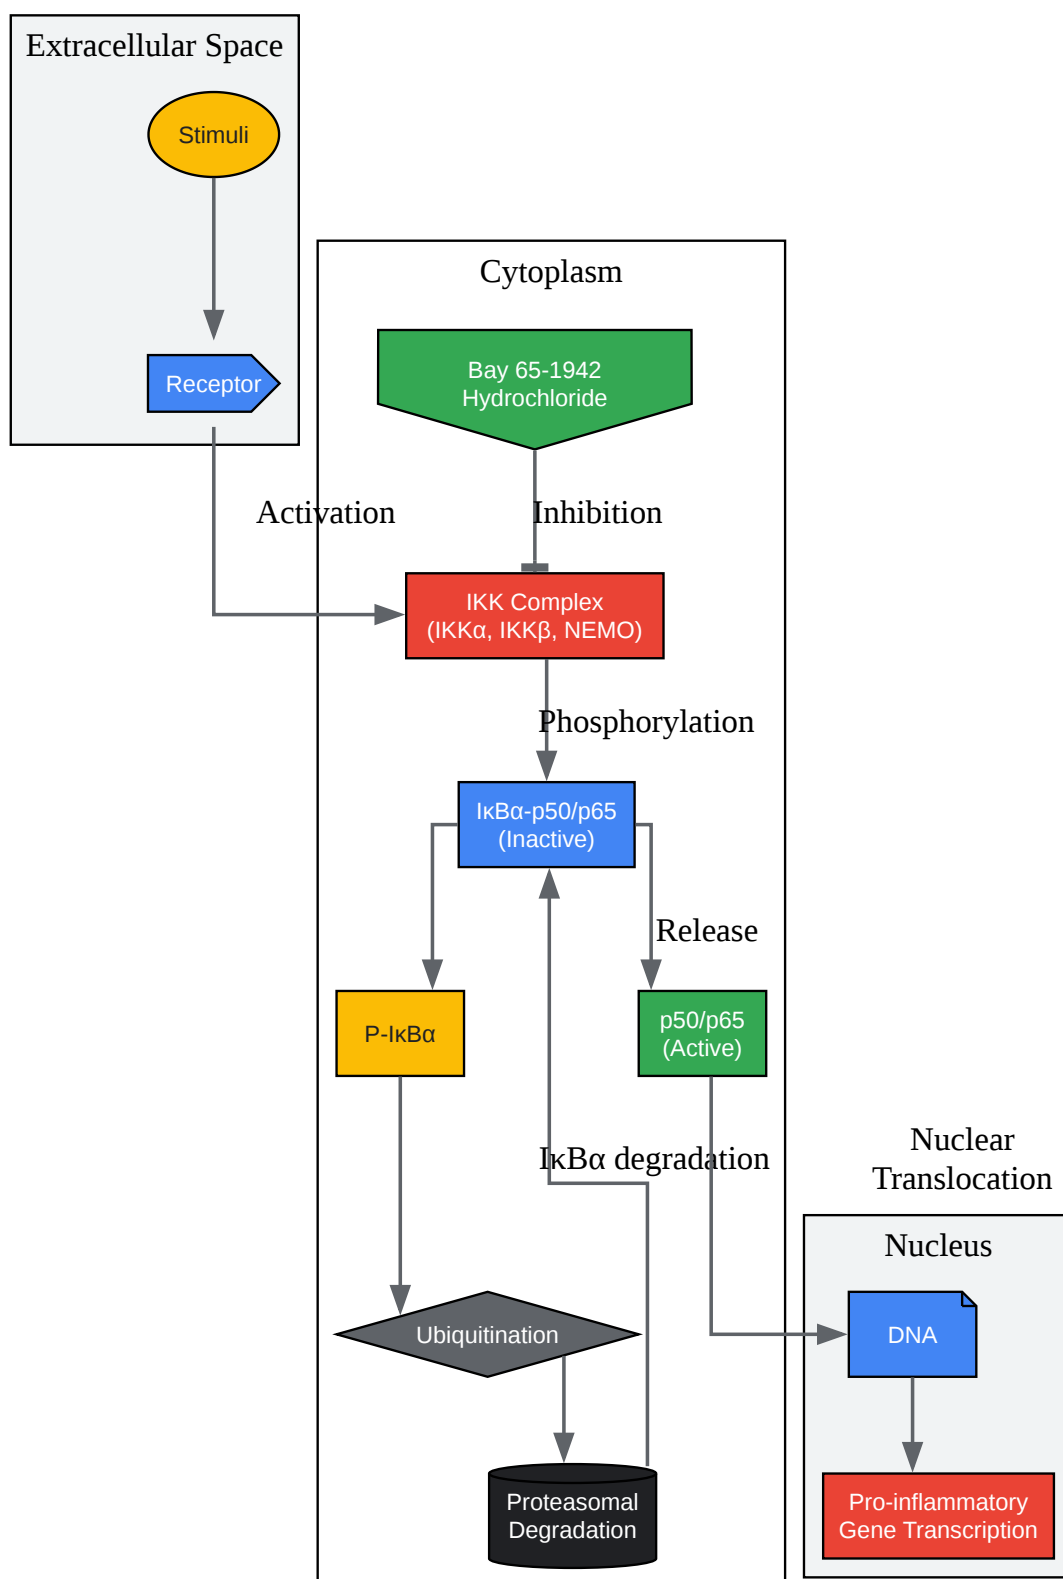 Extracellular Space
Stimuli
Receptor
Cytoplasm
Bay 65-1942
Hydrochloride
Activation
Inhibition
IKK Complex
(IKKα, IKKβ, NEMO)
Phosphorylation
IκBα-p50/p65
(Inactive)
Release
P-IκBα
p50/p65
(Active)
IκBα degradation
Nuclear
Translocation
Nucleus
Ubiquitination
DNA
Proteasomal
Degradation
Pro-inflammatory
Gene Transcription